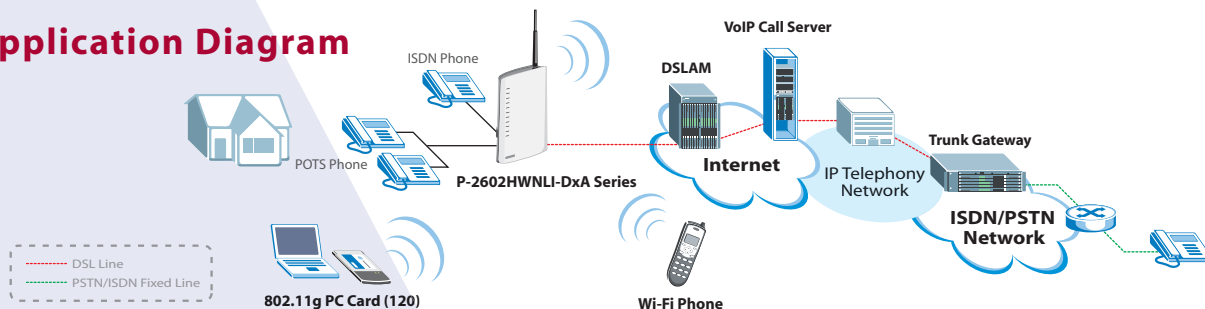 pplication Diagram
VoIP Call Server
ISDN Phone
DSLAM
Trunk Gateway
POTS Phone
Internet
IP Telephony
Network
P-2602HWNLI-DxA Series
ISDN/PSTN
Network
DSL Line
PSTN/ISDN Fixed Line
802.11g PC Card (120)
Wi-Fi Phone